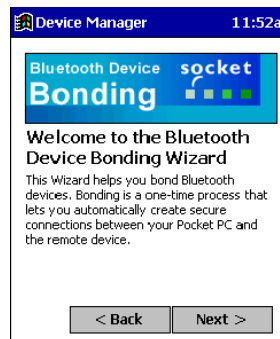 Device Manager 11:52a
Bluetooth Device socket
Bonding
Welcome to the Bluetooth
Device Bonding Wizard
This Wizard helps you bond Bluetooth
devices. Bonding is a one-time process that
lets you automatically create secure
connections between your Pocket PC and
the remote device.
< Back Next >